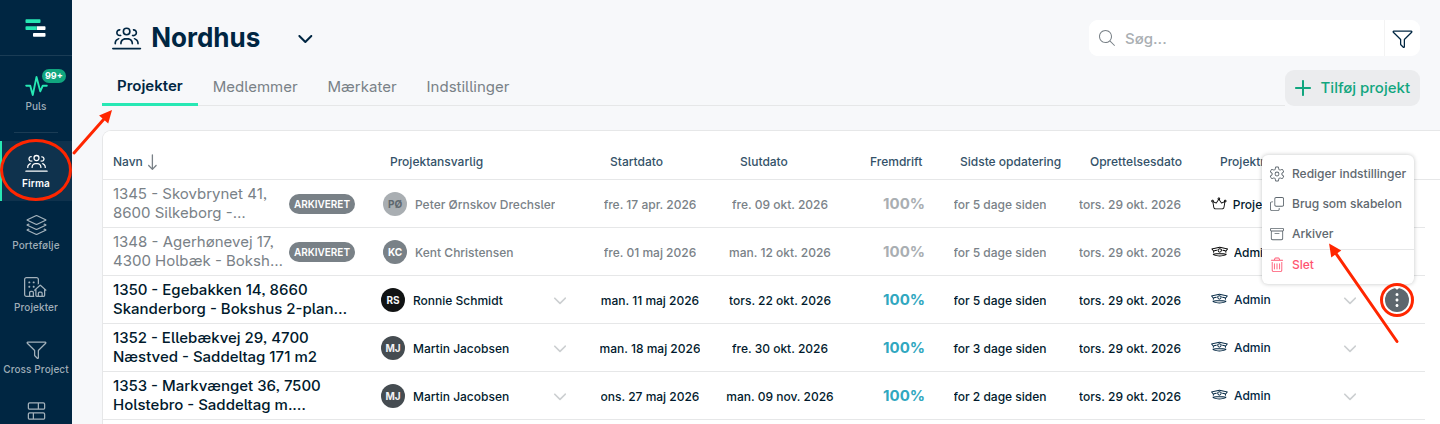 Nordhus
Søg...
99+
Puls
Projekter
Medlemmer
Mærkater
Indstillinger
Tilføj projekt
Firma
Portefølje
Projekter
Cross Project
Navn
Projektansvarlig
Startdato
Slutdato
Fremdrift
Sidste opdatering
Oprettelsesdato
1345 - Skovbrynet 41,
8600 Silkeborg -...
ARKIVERET
PØ
Peter Ørnskov Drechsler
fre. 17 apr. 2026
fre. 09 okt. 2026
100%
for 5 dage siden
tors. 29 okt. 2026
1348 - Agerhønevej 17,
4300 Holbæk - Boksh...
ARKIVERET
KC
Kent Christensen
fre. 01 maj 2026
man. 12 okt. 2026
100%
for 5 dage siden
tors. 29 okt. 2026
1350 - Egebakken 14, 8660
Skanderborg - Bokshus 2-plan...
RS
Ronnie Schmidt
man. 11 maj 2026
tors. 22 okt. 2026
100%
for 5 dage siden
tors. 29 okt. 2026
Admin
1352 - Ellebækvej 29, 4700
Næstved - Saddeltag 171 m2
MJ
Martin Jacobsen
man. 18 maj 2026
fre. 30 okt. 2026
100%
for 3 dage siden
tors. 29 okt. 2026
Admin
1353 - Markvænget 36, 7500
Holstebro - Saddeltag m....
MJ
Martin Jacobsen
ons. 27 maj 2026
man. 09 nov. 2026
100%
for 2 dage siden
tors. 29 okt. 2026
Admin
Rediger indstillinger
Brug som skabelon
Arkiver
Slet